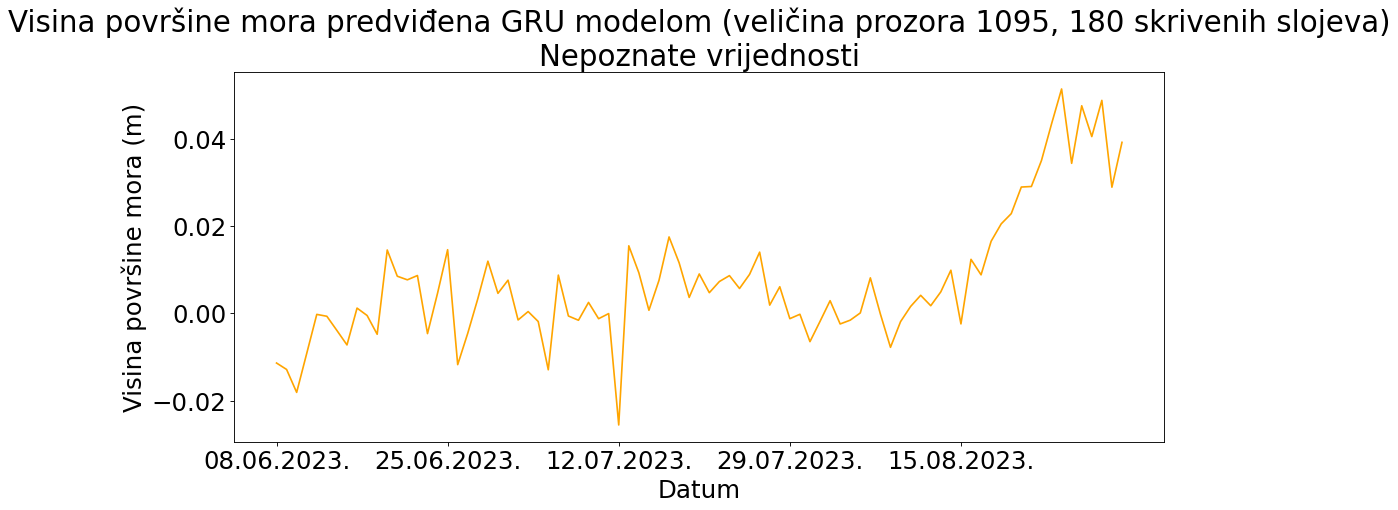 Visina površine mora predviđena GRU modelom (veličina prozora 1095, 180 skrivenih slojeva)
Nepoznate vrijednosti
Visina površine mora (m)
0.04
0.02
0.00
−0.02
08.06.2023.
25.06.2023.
12.07.2023.
29.07.2023.
15.08.2023.
Datum